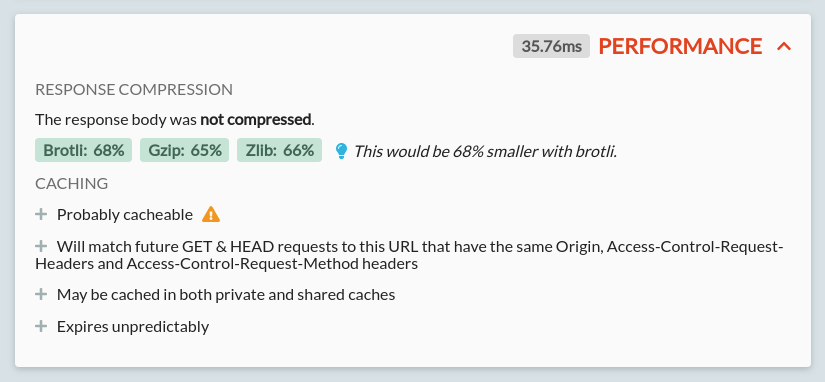 35.76ms PERFORMANCE
RESPONSE COMPRESSION
The response body was not compressed.
Brotli: 68% Gzip: 65% Zlib: 66% This would be 68% smaller with brotli.
CACHING
Probably cacheable
Will match future GET & HEAD requests to this URL that have the same Origin, Access-Control-Request-
Headers and Access-Control-Request-Method headers
May be cached in both private and shared caches
Expires unpredictably